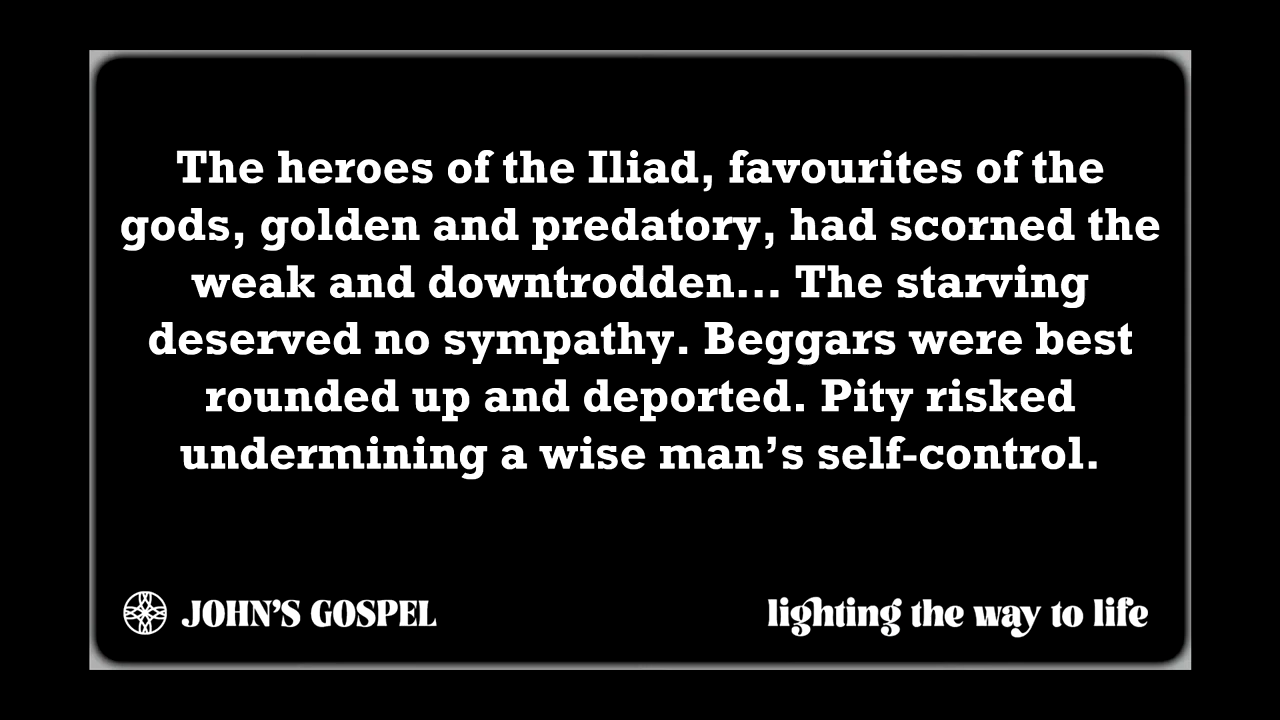 The heroes of the Iliad, favourites of the
gods, golden and predatory, had scorned the
weak and downtrodden... The starving
deserved no sympathy. Beggars were best
rounded up and deported. Pity risked
undermining a wise man’s self-control.
JOHN’S GOSPEL
lighting the way to life